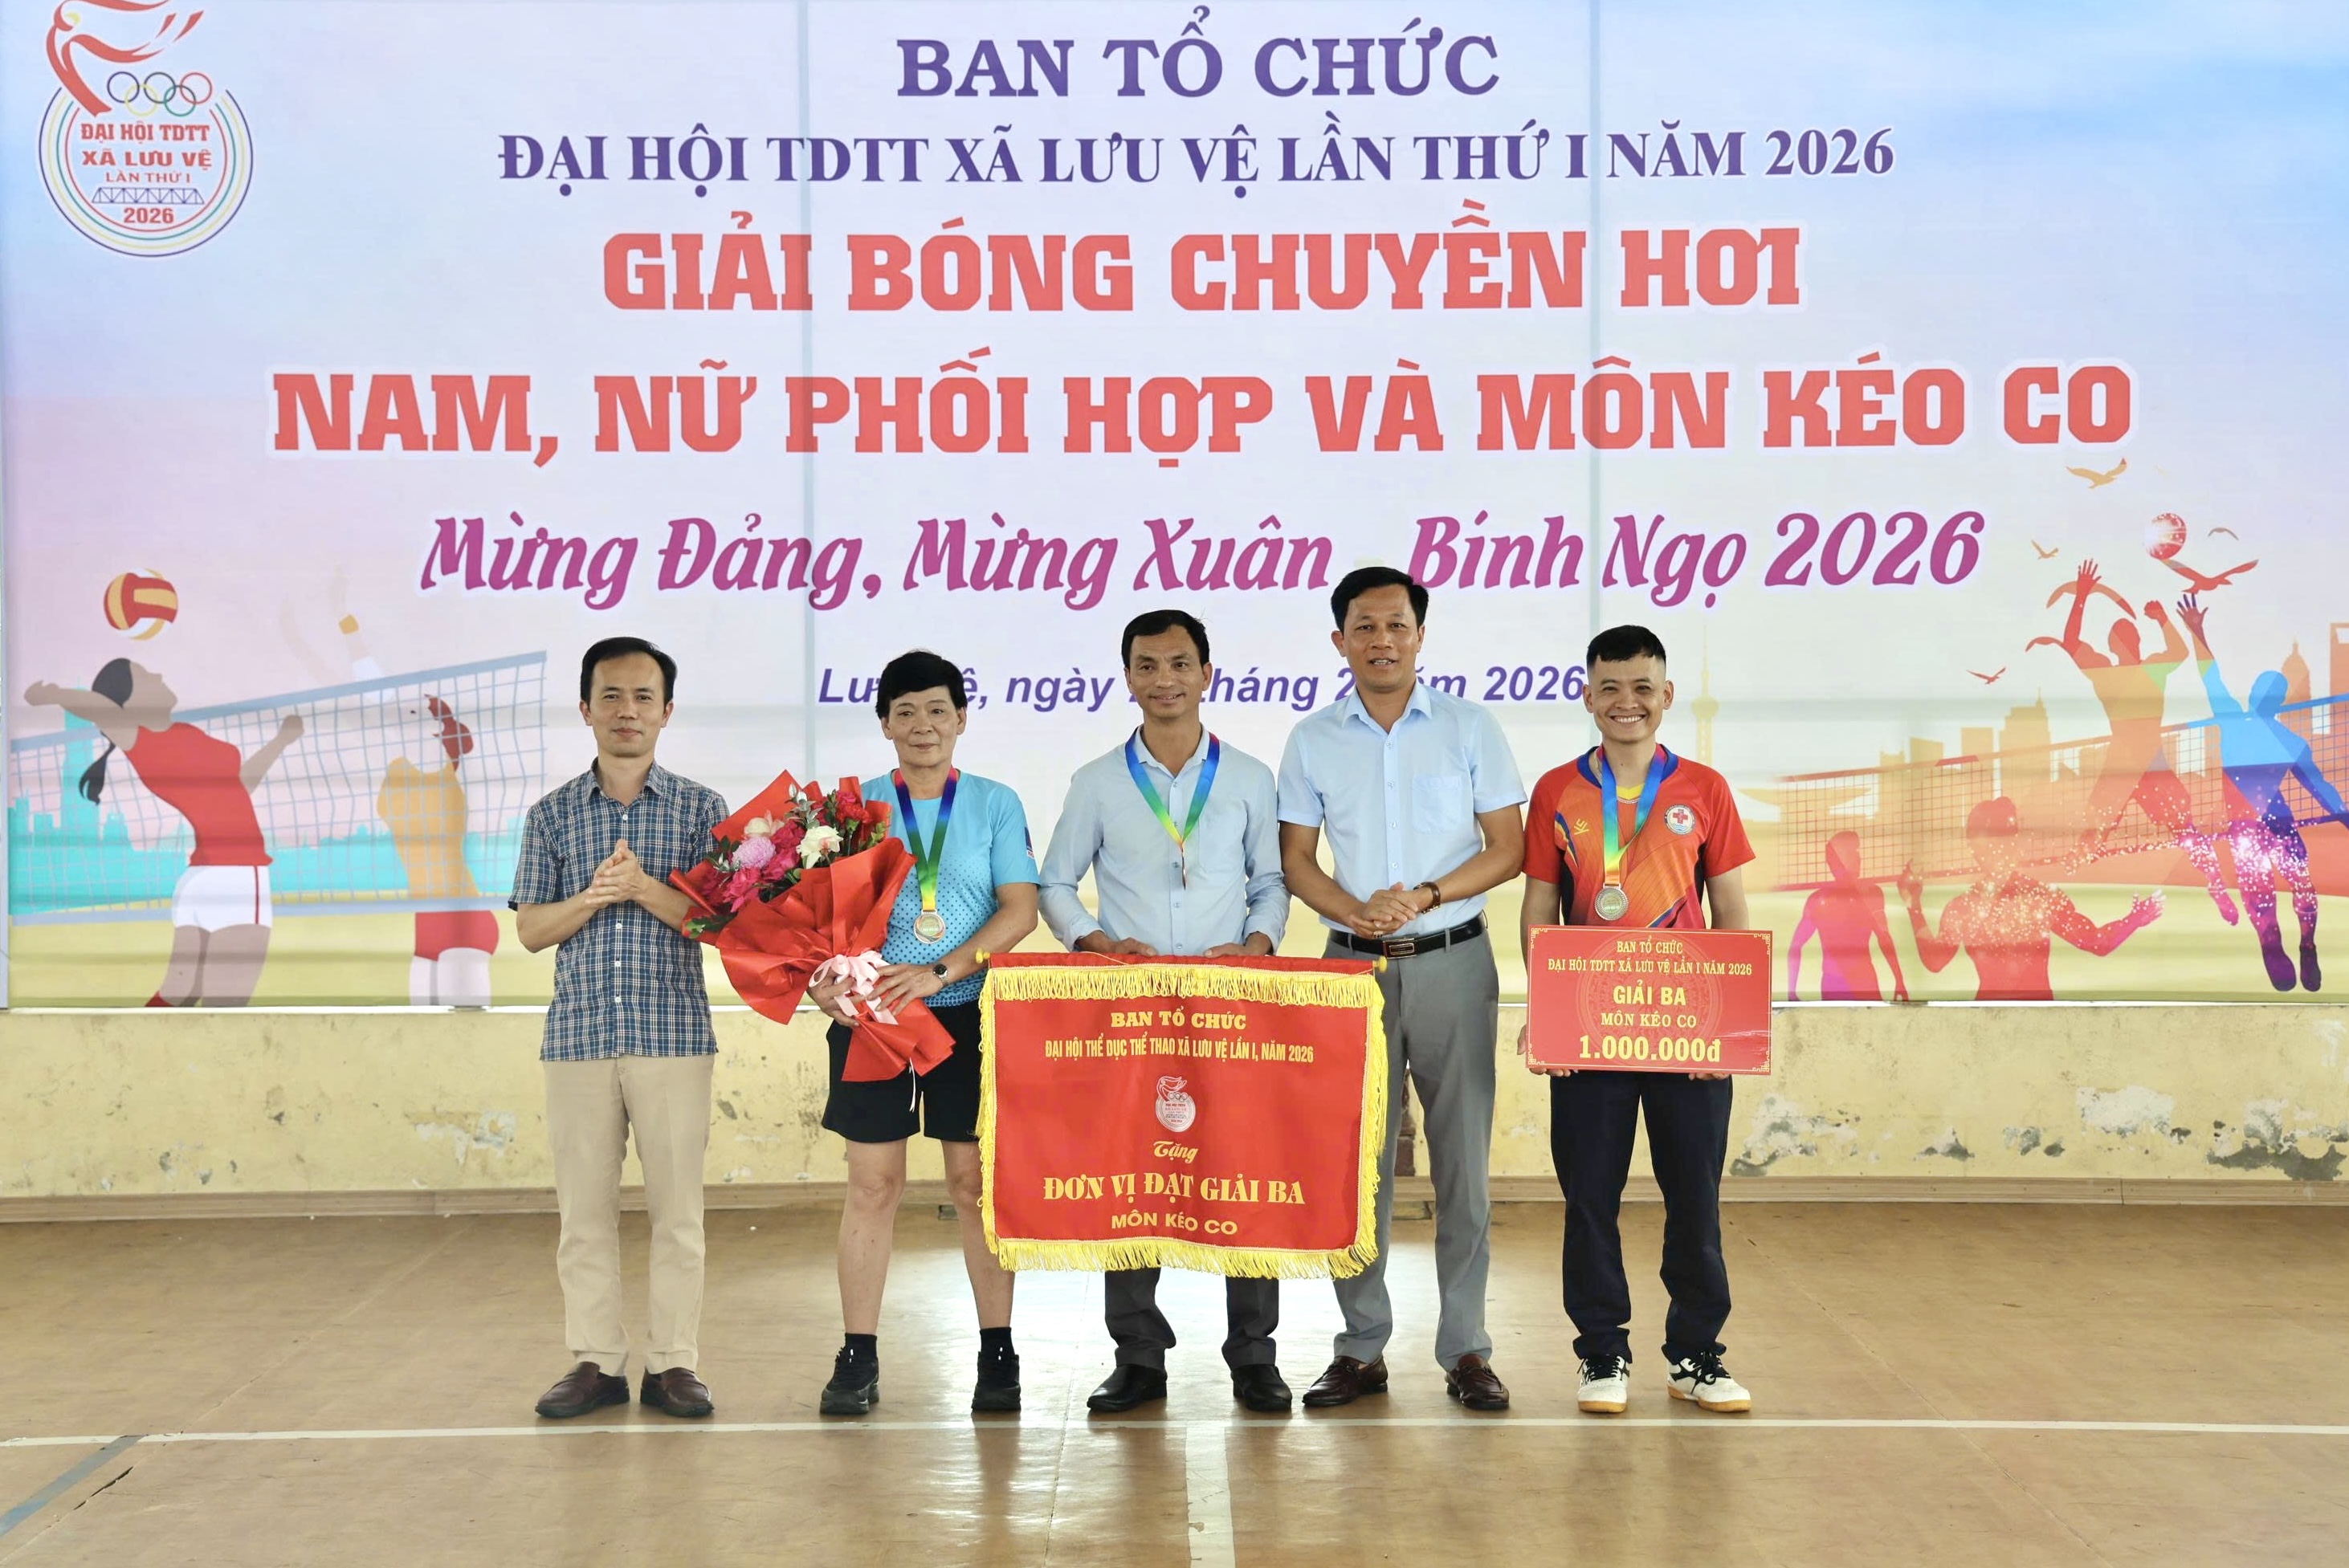 ĐẠI HỘI TDTT
XÃ LƯU VỆ
LẦN THỨ I
2026
BAN TỔ CHỨC
ĐẠI HỘI TDTT XÃ LƯU VỆ LẦN THỨ I NĂM 2026
GIẢI BÓNG CHUYỀN HƠI
NAM, NỮ PHỐI HỢP VÀ MÔN KÉO CO
Mừng Đảng, Mừng Xuân Bính Ngọ 2026
ngày tháng 2 2026
BAN TỔ CHỨC
ĐẠI HỘI THỂ DỤC THỂ THAO XÃ LƯU VỆ LẦN I, NĂM 2026
Tặng
ĐƠN VỊ ĐẠT GIẢI BA
MÔN KÉO CO
BAN TỔ CHỨC
ĐẠI HỘI TDTT XÃ LƯU VỆ LẦN I NĂM 2026
GIẢI BA
MÔN KÉO CO
1.000.000đ